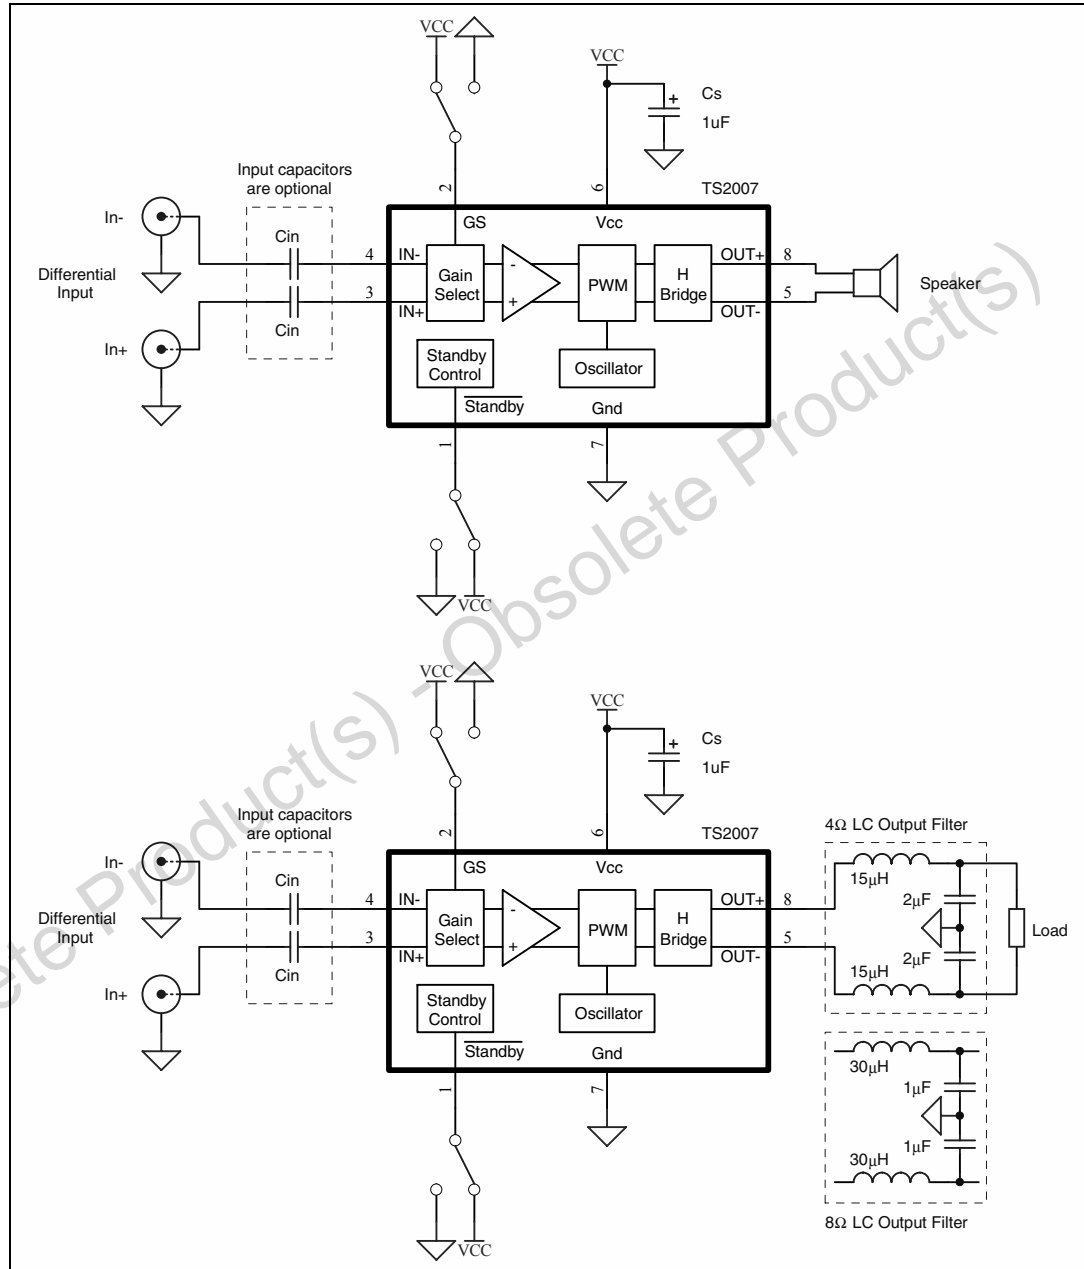 VCC
VCC
Cs
+
1uF
Input capacitors
are optional
2
6
TS2007
In-
GS
Vcc
Cin
4
IN-
Gain
Select
-
+
PWM
H
Bridge
OUT+
8
Differential
Input
Speaker
3
IN+
OUT-
5
Cin
In+
Standby
Control
Oscillator
Standby
Gnd
1
7
VCC
VCC
VCC
Cs
+
1uF
Input capacitors
are optional
2
6
TS2007
4Ω LC Output Filter
In-
GS
Vcc
15µH
Cin
4
IN-
Gain
Select
-
+
PWM
H
Bridge
OUT+
8
2µF
Differential
Input
Load
3
IN+
OUT-
5
2µF
Cin
15µH
In+
Standby
Control
Oscillator
Standby
Gnd
30µH
1
7
1µF
1µF
30µH
VCC
8Ω LC Output Filter
Obsolete Product(s) - Obsolete Product(s)